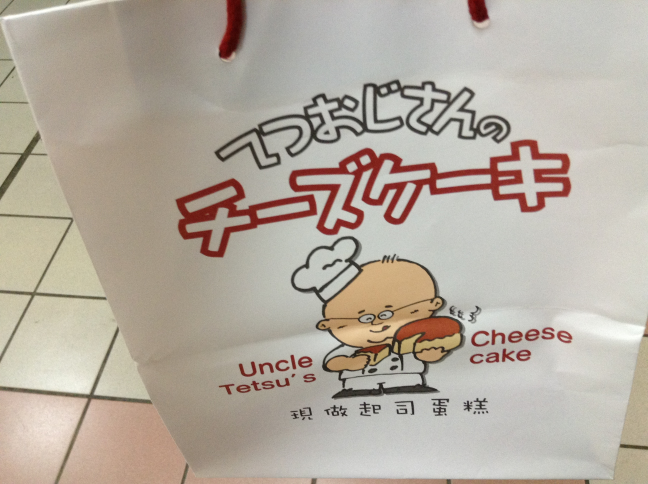 てつおじさんの
チーズケーキ
Uncle Tetsu's
Cheese cake
現做起司蛋糕